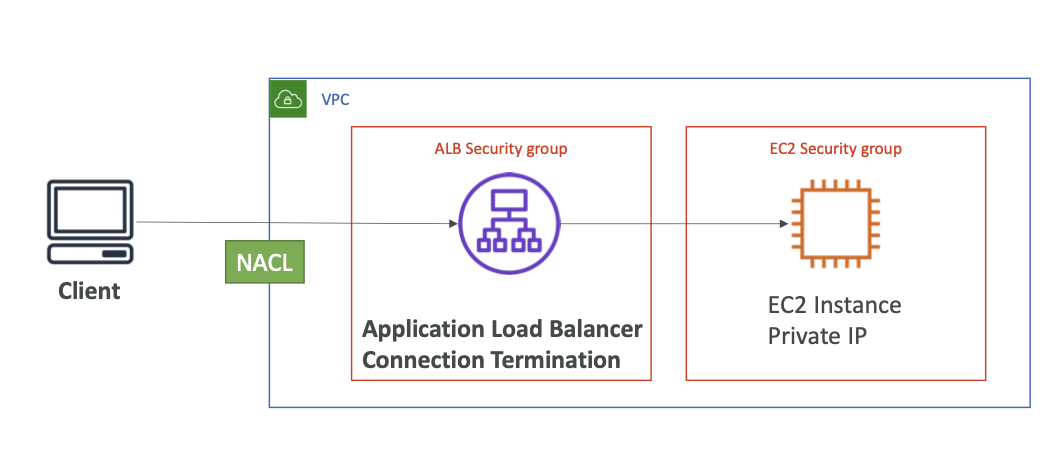 VPC
ALB Security group
EC2 Security group
NACL
Client
Application Load Balancer
Connection Termination
EC2 Instance
Private IP